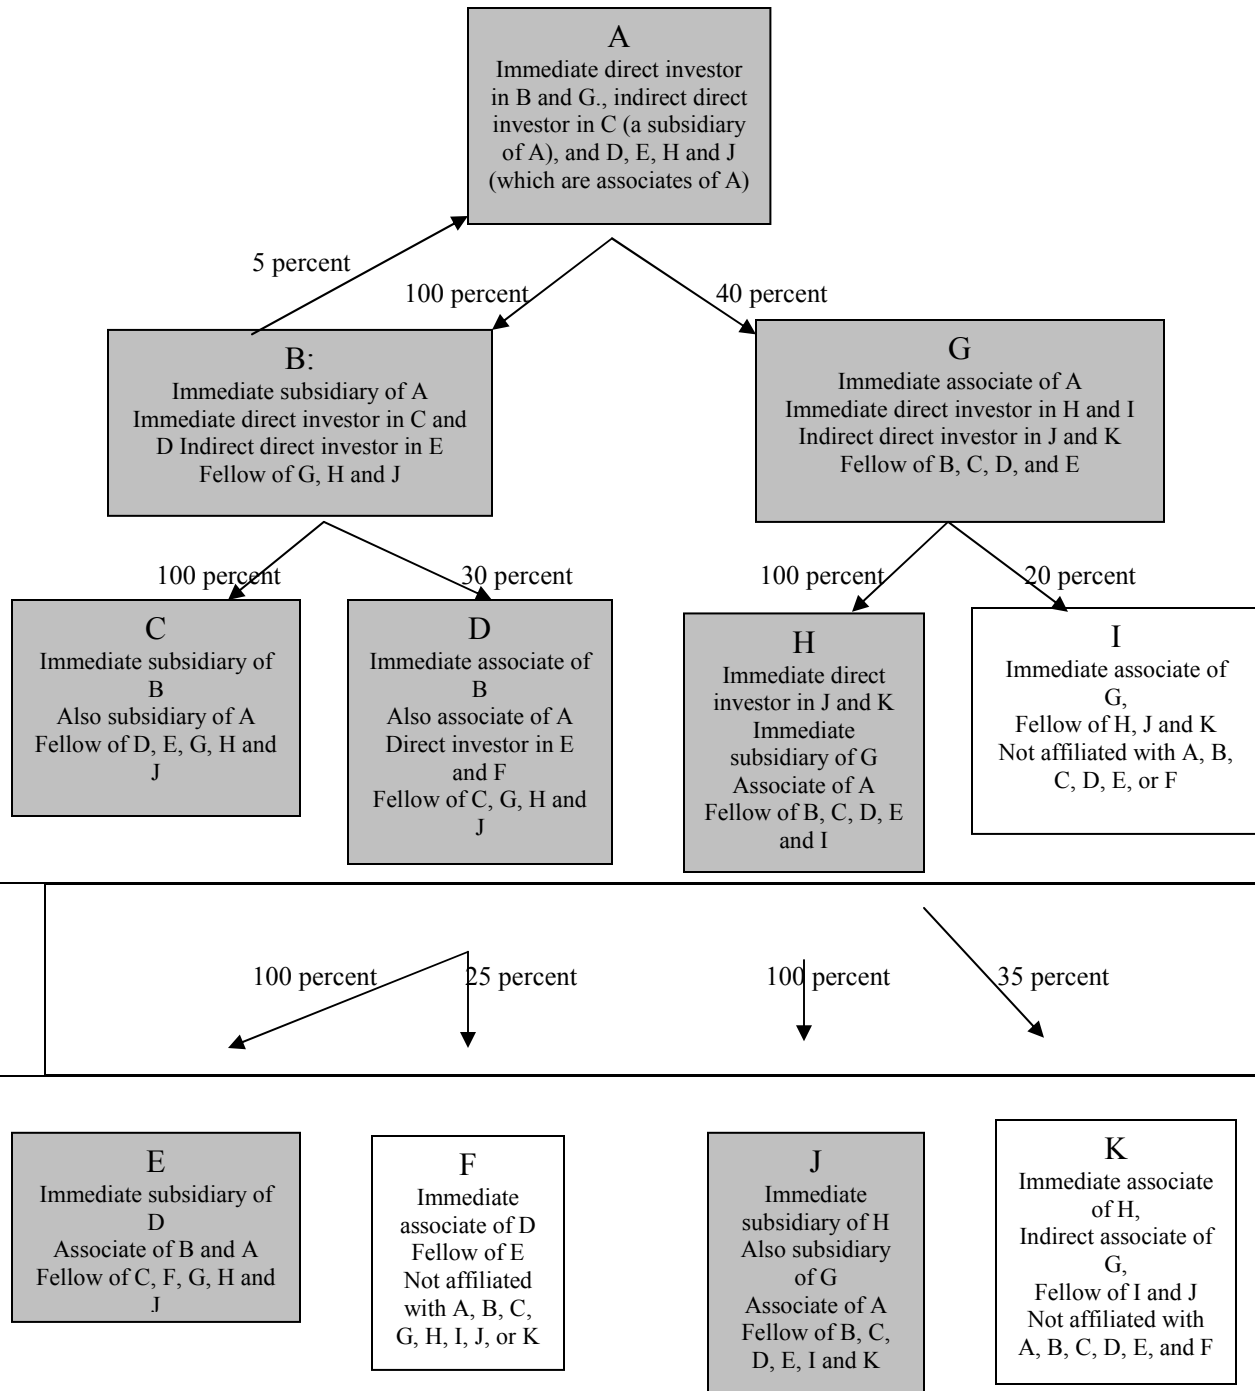 A
Immediate direct investor
in B and G., indirect direct
investor in C (a subsidiary
of A), and D, E, H and J
(which are associates of A)
5 percent
100 percent
40 percent
B:
Immediate subsidiary of A
Immediate direct investor in C and
D Indirect direct investor in E
Fellow of G, H and J
G
Immediate associate of A
Immediate direct investor in H and I
Indirect direct investor in J and K
Fellow of B, C, D, and E
100 percent
30 percent
100 percent
20 percent
C
Immediate subsidiary of
B
Also subsidiary of A
Fellow of D, E, G, H and
J
D
Immediate associate of
B
Also associate of A
Direct investor in E
and F
Fellow of C, G, H and
J
H
Immediate direct
investor in J and K
Immediate
subsidiary of G
Associate of A
Fellow of B, C, D, E
and I
I
Immediate associate of
G,
Fellow of H, J and K
Not affiliated with A, B,
C, D, E, or F
100 percent
25 percent
100 percent
35 percent
E
Immediate subsidiary of
D
Associate of B and A
Fellow of C, F, G, H and
J
F
Immediate
associate of D
Fellow of E
Not affiliated
with A, B, C,
G, H, I, J, or K
J
Immediate
subsidiary of H
Also subsidiary
of G
Associate of A
Fellow of B, C,
D, E, I and K
K
Immediate associate
of H,
Indirect associate of
G,
Fellow of I and J
Not affiliated with
A, B, C, D, E, and F